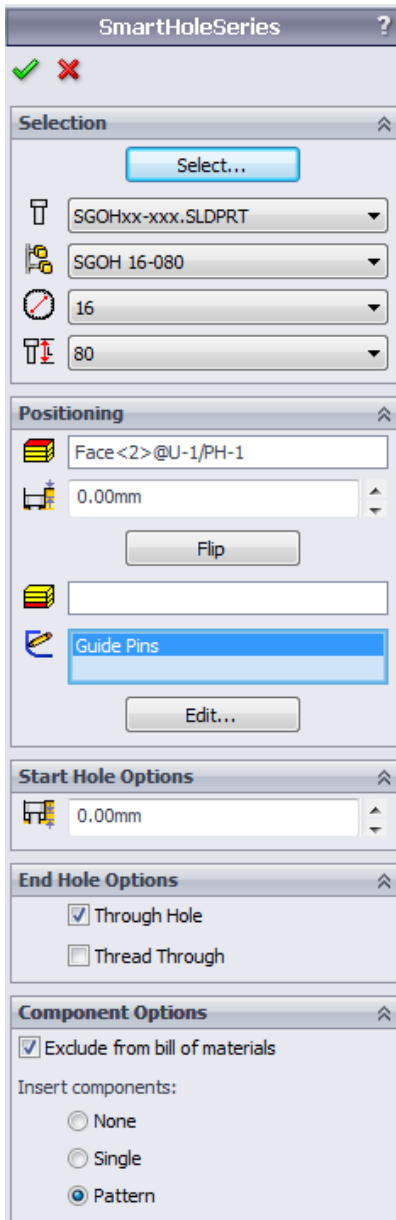 SmartHoleSeries ?
Selection
Select...
SGOHxx-xxx.SLDPRT
SGOH 16-080
16
80
Positioning
Face<2>@U-1/PH-1
0.00mm
Flip
Guide Pins
Edit...
Start Hole Options
0.00mm
End Hole Options
Through Hole
Thread Through
Component Options
Exclude from bill of materials
Insert components:
None
Single
Pattern